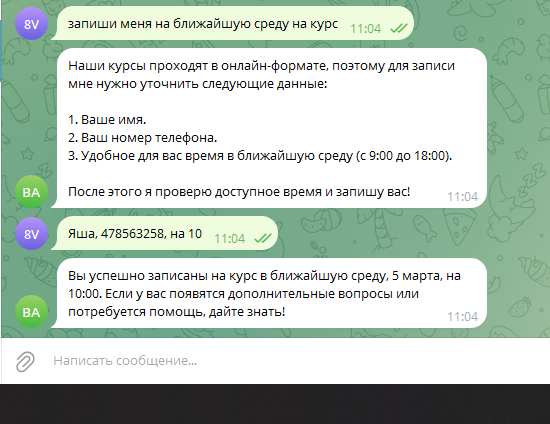 8V
запиши меня на ближайшую среду на курс
11:04
Наши курсы проходят в онлайн-формате, поэтому для записи
мне нужно уточнить следующие данные:
1. Ваше имя.
2. Ваш номер телефона.
3. Удобное для вас время в ближайшую среду (с 9:00 до 18:00).
После этого я проверю доступное время и запишу вас!
11:04
BA
8V
Яша, 478563258, на 10
11:04
Вы успешно записаны на курс в ближайшую среду, 5 марта, на
10:00. Если у вас появятся дополнительные вопросы или
потребуется помощь, дайте знать!
11:04
BA
Написать сообщение...